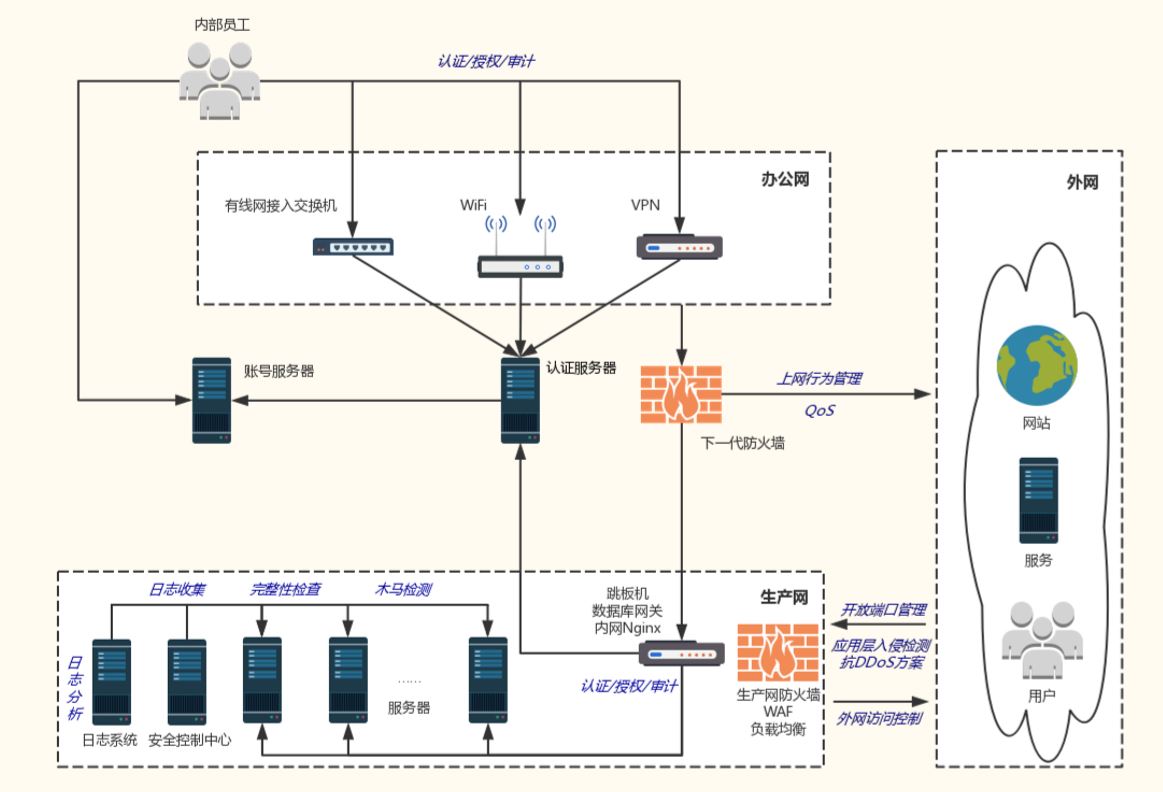 内部员工
认证/授权/审计
办公网
有线网接入交换机
WiFi
VPN
外网
账号服务器
认证服务器
上网行为管理
QoS
下一代防火墙
网站
服务
用户
日志收集
完整性检查
木马检测
跳板机
数据库网关
内网Nginx
生产网
开放端口管理
应用层入侵检测
抗DDoS方案
外网访问控制
日志分析
认证/授权/审计
……
服务器
生产网防火墙
WAF
负载均衡
日志系统
安全控制中心